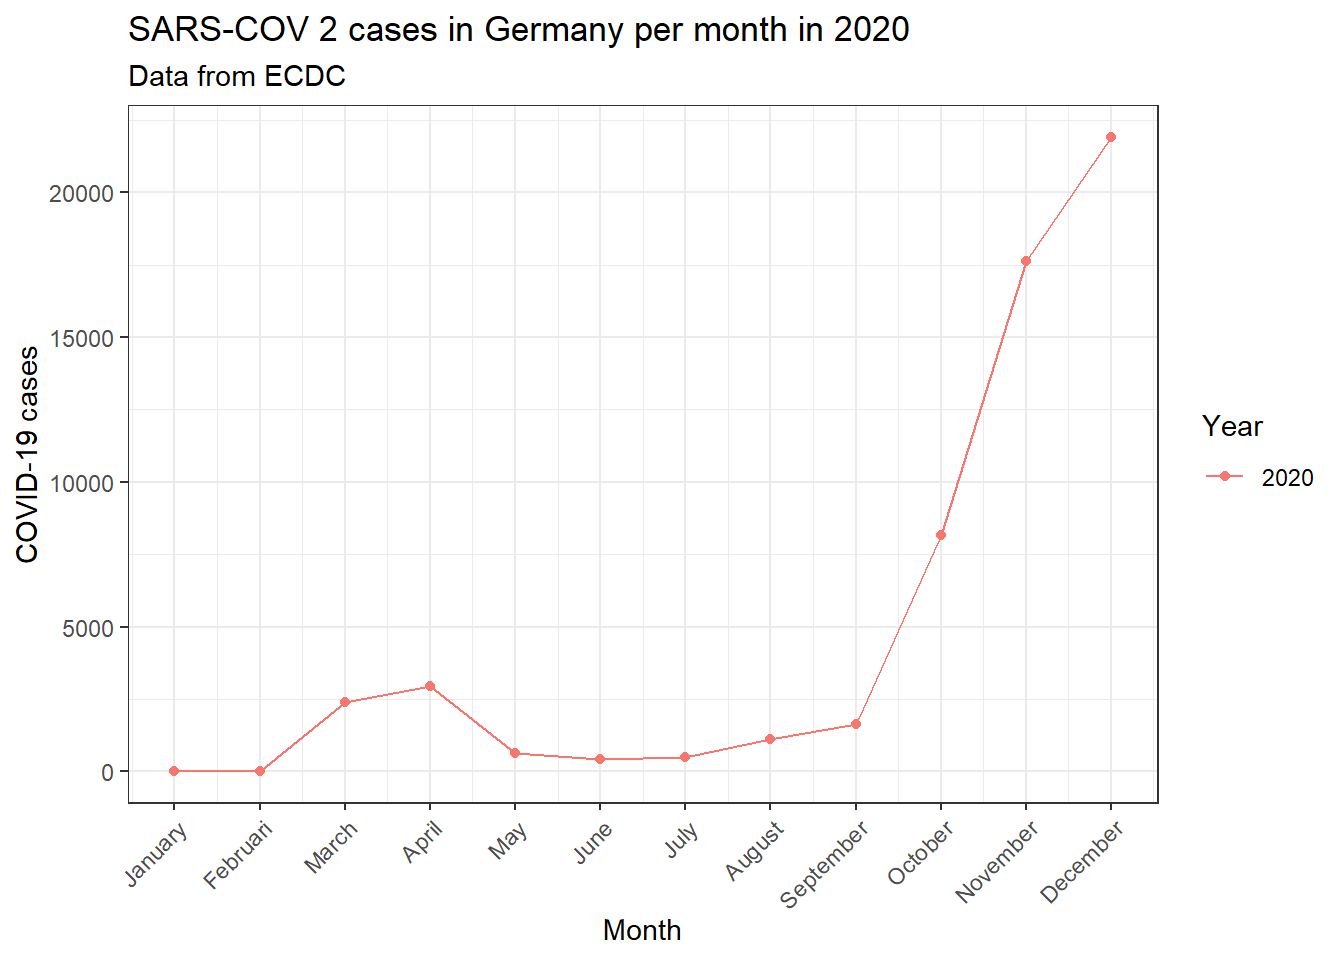 SARS-COV 2 cases in Germany per month in 2020
Data from ECDC
COVID-19 cases
20000
15000
10000
5000
0
January
Februari
March
April
May
June
July
August
September
October
November
December
Month
Year
2020